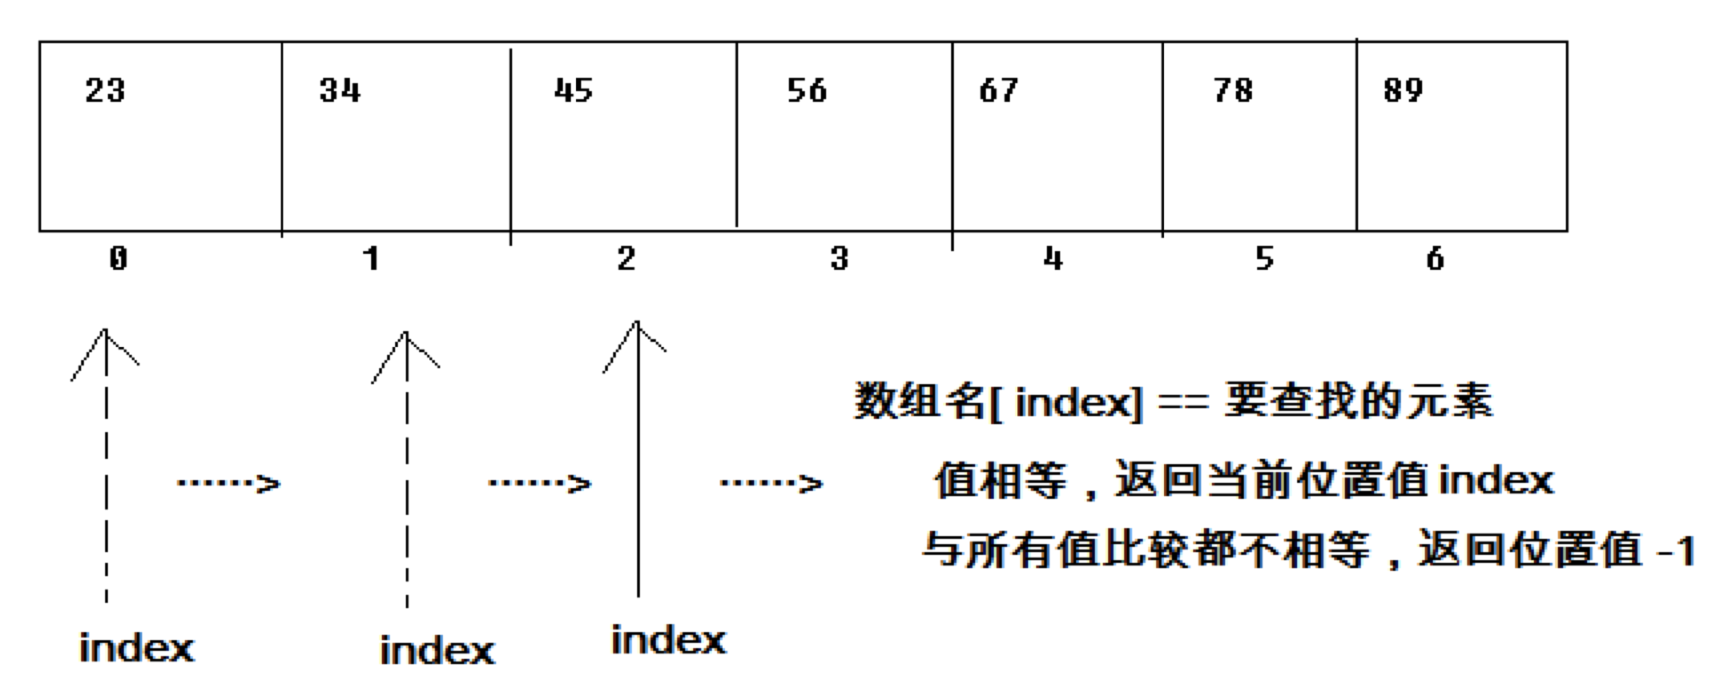 23 34 45 56 67 78 89
0 1 2 3 4 5 6
数组名[ index] == 要查找的元素
值相等，返回当前位置值 index
与所有值比较都不相等，返回位置值 -1
index index index